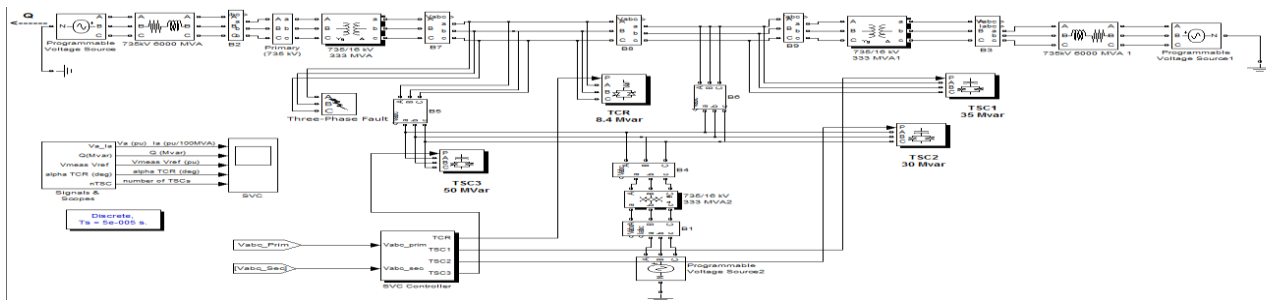 Q
N A B C
Programmable
Voltage Source
A B C A B C
735kV 6000 MVA
B2
A B C a b c
Primary
(735 kV)
A B C a b c
735/16 kV
333 MVA
Vabc
B7
Vabc
B8
B9
A B C a b c
735/16 kV
333 MVA1
Vabc
Iabc
B3
A B C A B C
735kV 6000 MVA 1
A B C N
Programmable
Voltage Source1
A
B
C
Three-Phase Fault
B5
P
A
B
C
TCR
8.4 Mvar
B6
P
A
B
C
TSC1
35 Mvar
P
A
B
C
TSC2
30 Mvar
P
A
B
C
TSC3
50 MVar
B4
735/16 kV
333 MVA2
B1
A B C
N
Programmable
Voltage Source2
Va_Ia
Va (pu) Ia (pu/100MVA)
Q(Mvar)
Q (Mvar)
Vmeas Vref
Vmeas Vref (pu)
alpha TCR (deg)
alpha TCR (deg)
nTSC
number of TSCs
Signals &
Scopes
SVC
Discrete,
Ts = 5e-005 s.
Vabc_Prim
[Vabc_Sec]
Vabc_prim
Vabc_sec
TCR
TSC1
TSC2
TSC3
SVC Controller